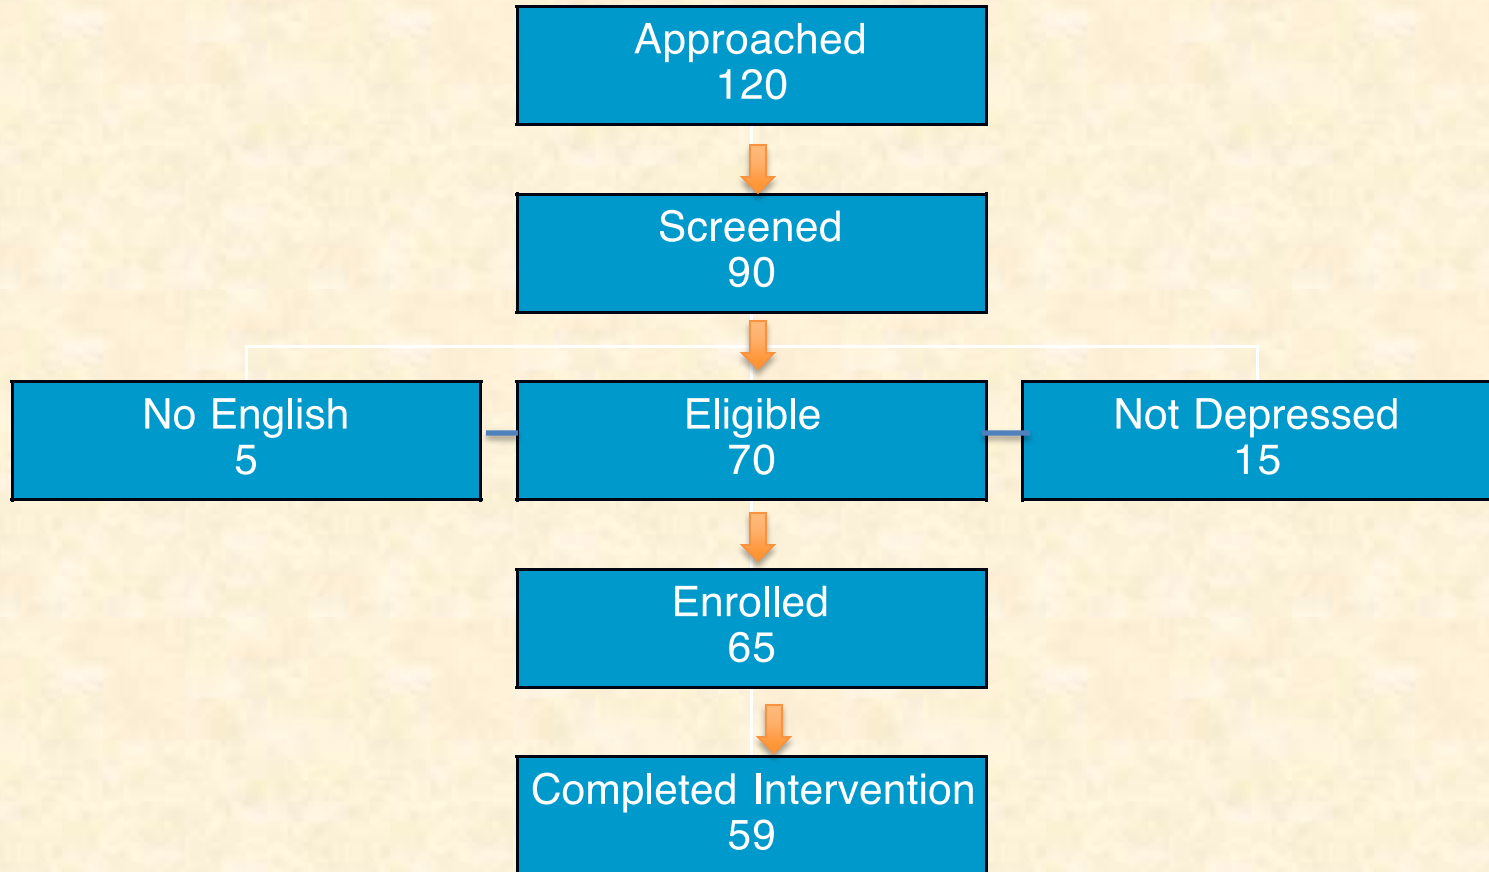 Approached
120
Screened
90
No English
5
Eligible
70
Not Depressed
15
Enrolled
65
Completed Intervention
59